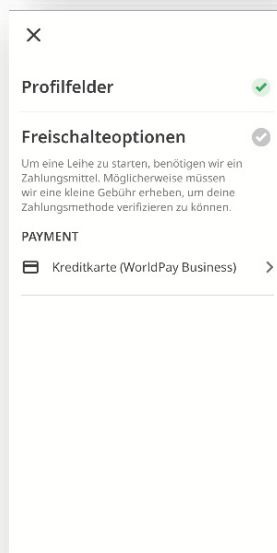 Profilfelder
Freischalteoptionen
Um eine Leihe zu starten, benötigen wir ein
Zahlungsmittel. Möglicherweise müssen
wir eine kleine Gebühr erheben, um deine
Zahlungsmethode verifizieren zu können.
PAYMENT
Kreditkarte (WorldPay Business)